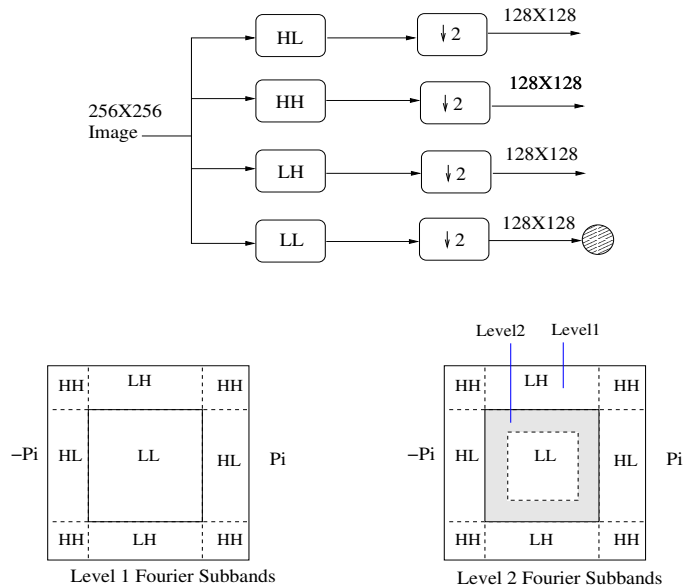 128X128
HL
↓ 2
128X128
HH
↓ 2
256X256
Image
128X128
LH
↓ 2
128X128
LL
↓ 2
Level2
Level1
HH
LH
HH
HH
LH
HH
−Pi
HL
LL
HL
Pi
−Pi
HL
LL
HL
Pi
HH
LH
HH
HH
LH
HH
Level 1 Fourier Subbands
Level 2 Fourier Subbands